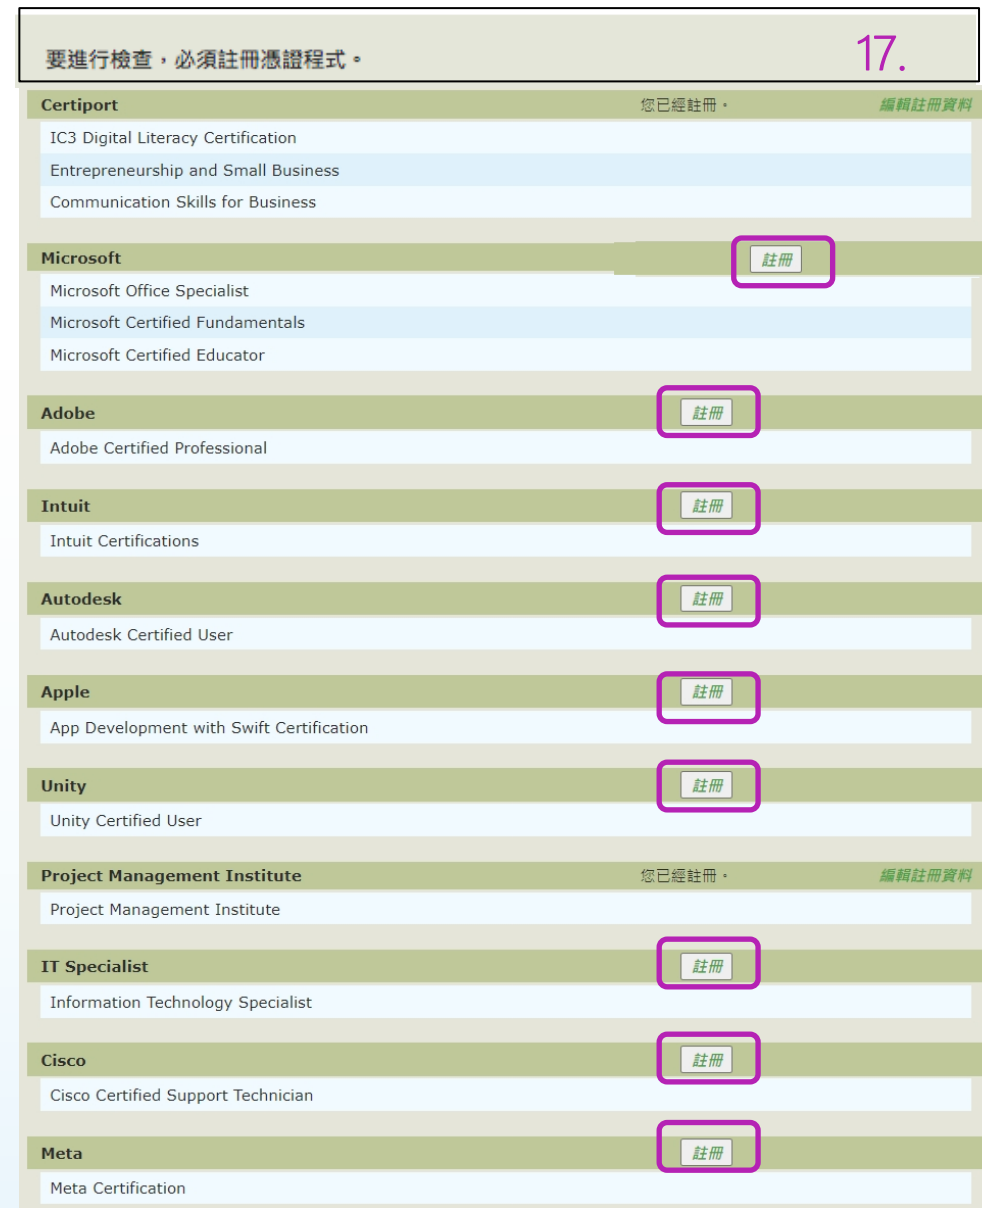 要進行檢查，必須註冊憑證程式。
17.
Certiport 您已經註冊。 編輯註冊資料
IC3 Digital Literacy Certification
Entrepreneurship and Small Business
Communication Skills for Business
Microsoft 註冊
Microsoft Office Specialist
Microsoft Certified Fundamentals
Microsoft Certified Educator
Adobe 註冊
Adobe Certified Professional
Intuit 註冊
Intuit Certifications
Autodesk 註冊
Autodesk Certified User
Apple 註冊
App Development with Swift Certification
Unity 註冊
Unity Certified User
Project Management Institute 您已經註冊。 編輯註冊資料
Project Management Institute
IT Specialist 註冊
Information Technology Specialist
Cisco 註冊
Cisco Certified Support Technician
Meta 註冊
Meta Certification